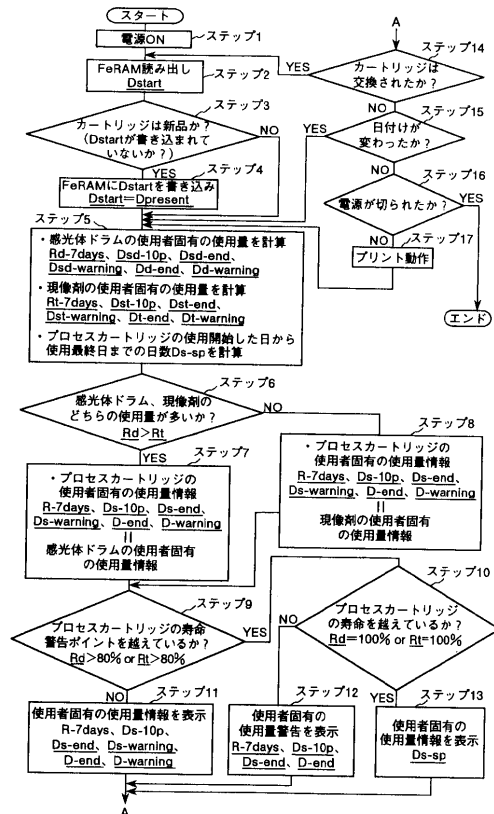 スタート
電源ON
ステップ1
FeRAM読み出し
Dstart
ステップ2
カートリッジは新品か？
（Dstartが書き込まれて
いないか？）
ステップ3
NO
YES
ステップ4
FeRAMにDstartを書き込み
Dstart＝Dpresent
ステップ5
・感光体ドラムの使用者固有の使用量を計算
Rd-7days、Dsd-10p、Dsd-end、
Dsd-warning、Dd-end、Dd-warning
・現像剤の使用者固有の使用量を計算
Rt-7days、Dst-10p、Dst-end、
Dst-warning、Dt-end、Dt-warning
・プロセスカートリッジの使用開始した日から
使用最終日までの日数Ds-spを計算
ステップ6
感光体ドラム、現像剤の
どちらの使用量が多いか？
Rd>Rt
NO
YES
ステップ7
・プロセスカートリッジの
使用者固有の使用量情報
R-7days、Ds-10p、Ds-end、
Ds-warning、D-end、D-warning
||
感光体ドラムの使用者固有
の使用量情報
ステップ8
・プロセスカートリッジの
使用者固有の使用量情報
R-7days、Ds-10p、Ds-end、
Ds-warning、D-end、D-warning
||
現像剤の使用者固有
の使用量情報
ステップ9
プロセスカートリッジの寿命
警告ポイントを越えているか？
Rd>80% or Rt>80%
YES
NO
ステップ10
プロセスカートリッジ
の寿命を越えているか？
Rd＝100% or Rt＝100%
NO
YES
ステップ11
使用者固有の使用量情報を表示
R-7days、Ds-10p、
Ds-end、Ds-warning、
D-end、D-warning
ステップ12
使用者固有の
使用量警告を表示
R-7days、Ds-10p、
Ds-end、D-end
ステップ13
使用者固有の
使用量情報を表示
Ds-sp
A
A
ステップ14
カートリッジは
交換されたか？
YES
NO
ステップ15
日付けが
変わったか？
YES
NO
ステップ16
電源が切られたか？
YES
NO
ステップ17
プリント動作
エンド